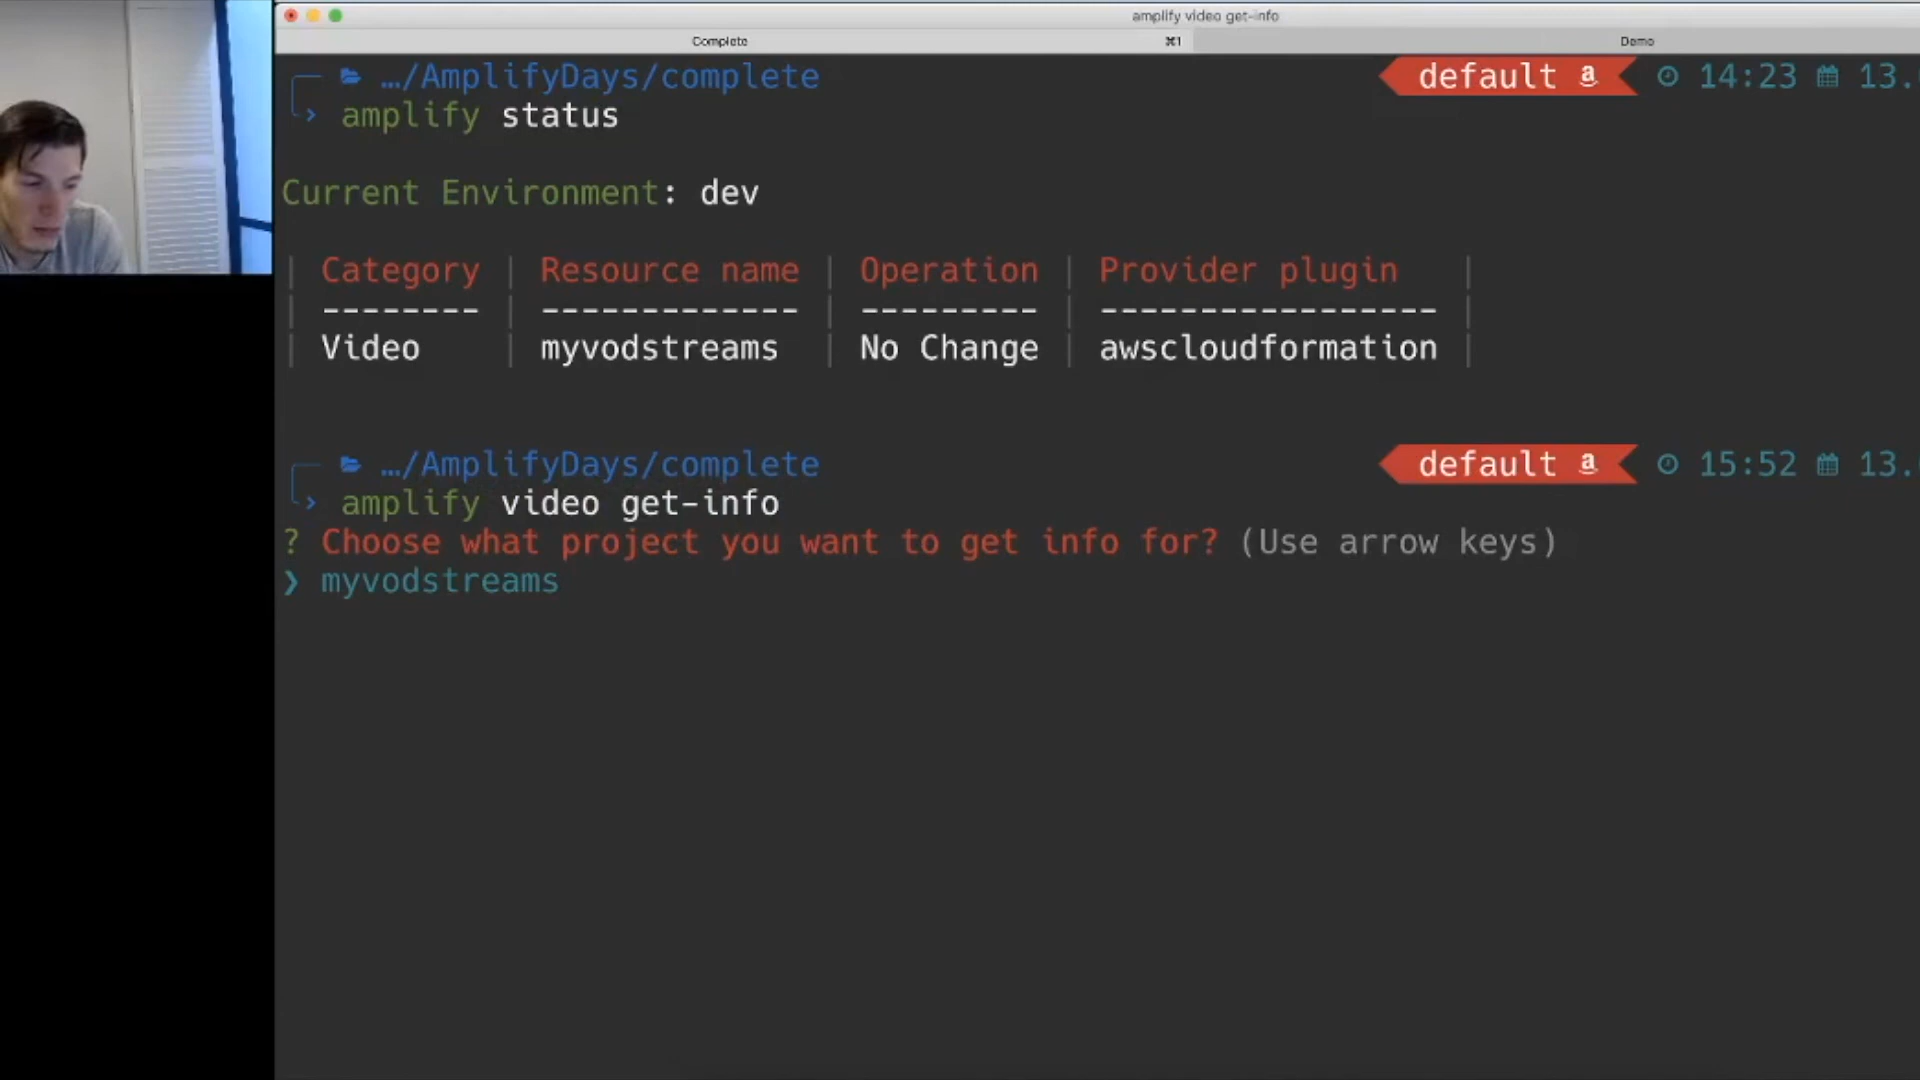 amplify video get-info
Complete ⌘1 Demo
…/AmplifyDays/complete default a 14:23 13.
amplify status
Current Environment: dev
| Category | Resource name | Operation | Provider plugin |
| -------- | ------------- | --------- | ----------------- |
| Video | myvodstreams | No Change | awscloudformation |
…/AmplifyDays/complete default a 15:52 13.
amplify video get-info
? Choose what project you want to get info for? (Use arrow keys)
❯ myvodstreams